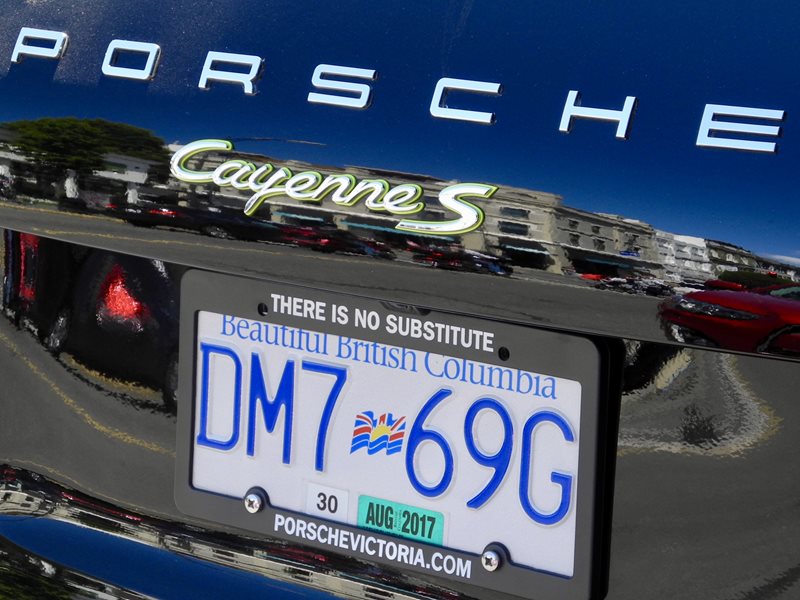 PORSCHE
Cayenne S
THERE IS NO SUBSTITUTE
Beautiful British Columbia
DM7 69G
30 AUG 2017
PORSCHEVICTORIA.COM